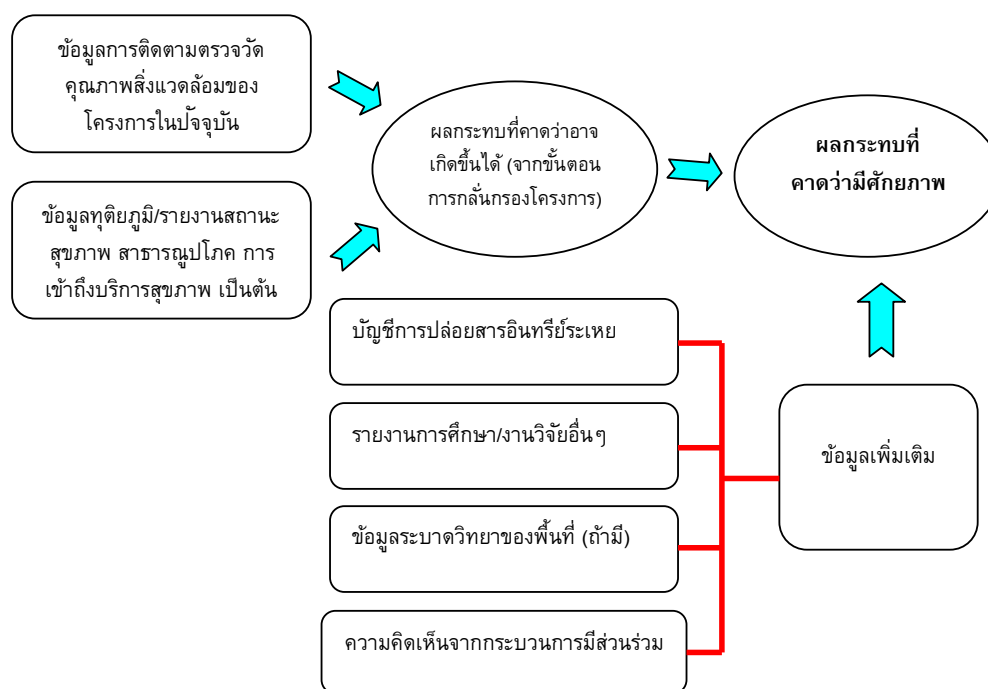 ข้อมูลการติดตามตรวจวัด
คุณภาพสิ่งแวดล้อมของ
โครงการในปัจจุบัน
ข้อมูลทุติยภูมิ/รายงานสถานะ
สุขภาพ สาธารณูปโภค การ
เข้าถึงบริการสุขภาพ เป็นต้น
ผลกระทบที่คาดว่าอาจ
เกิดขึ้นได้ (จากขั้นตอน
การกลั่นกรองโครงการ)
ผลกระทบที่
คาดว่ามีศักยภาพ
บัญชีการปล่อยสารอินทรีย์ระเหย
รายงานการศึกษา/งานวิจัยอื่นๆ
ข้อมูลระบาดวิทยาของพื้นที่ (ถ้ามี)
ความคิดเห็นจากกระบวนการมีส่วนร่วม
ข้อมูลเพิ่มเติม